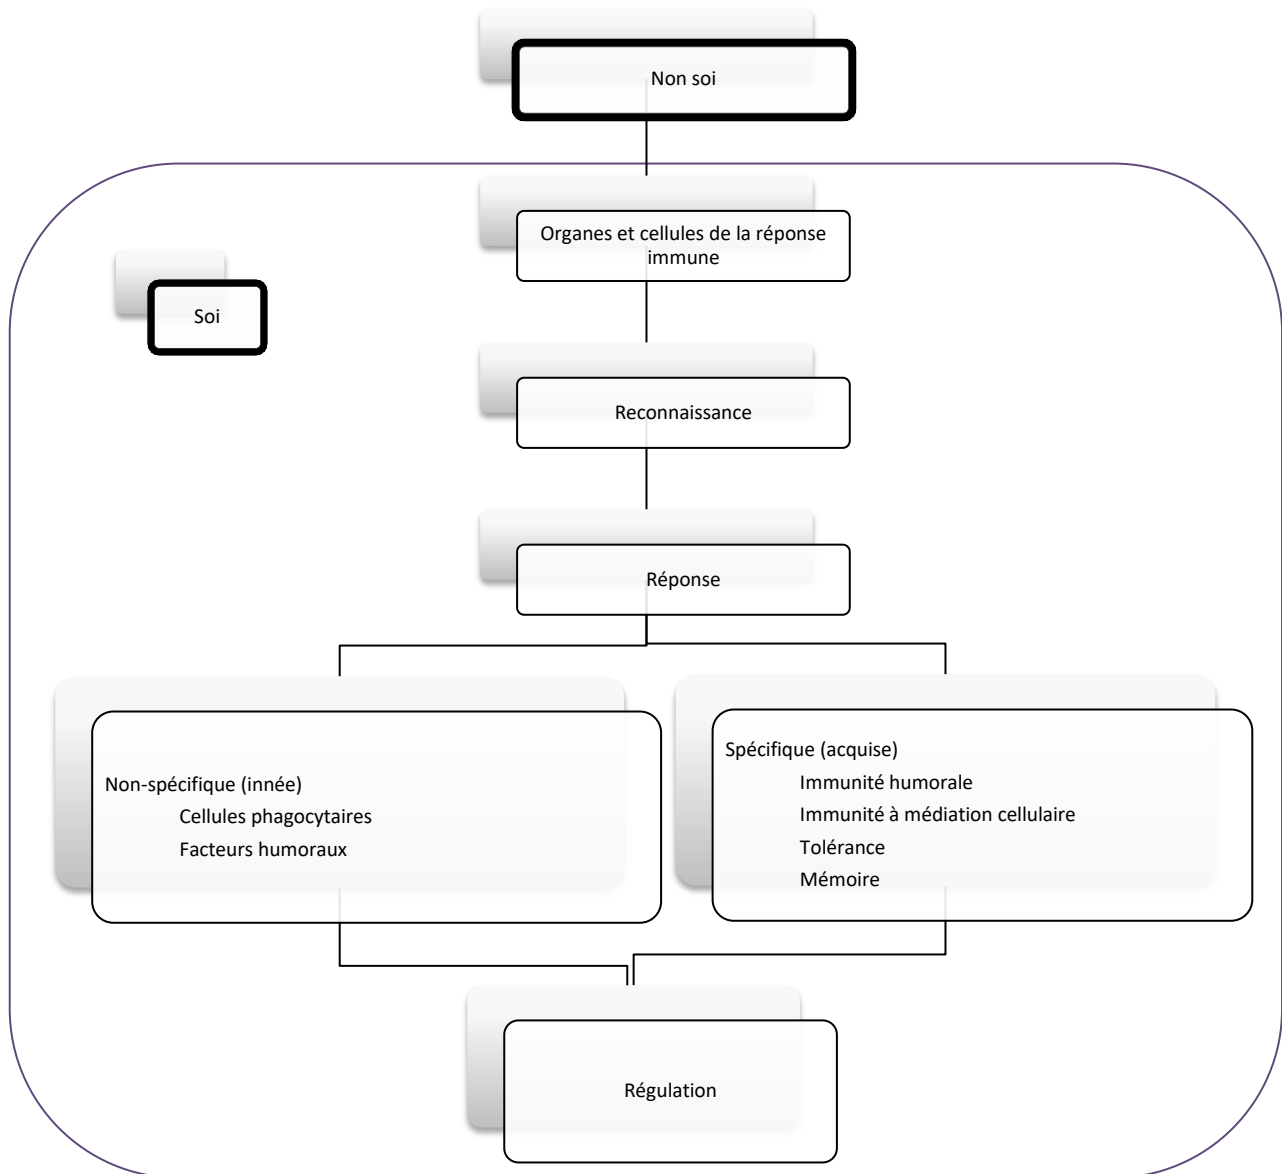 Non soi
Organes et cellules de la réponse
immune
Soi
Reconnaissance
Réponse
Non-spécifique (innée)
Cellules phagocytaires
Facteurs humoraux
Spécifique (acquise)
Immunité humorale
Immunité à médiation cellulaire
Tolérance
Mémoire
Régulation